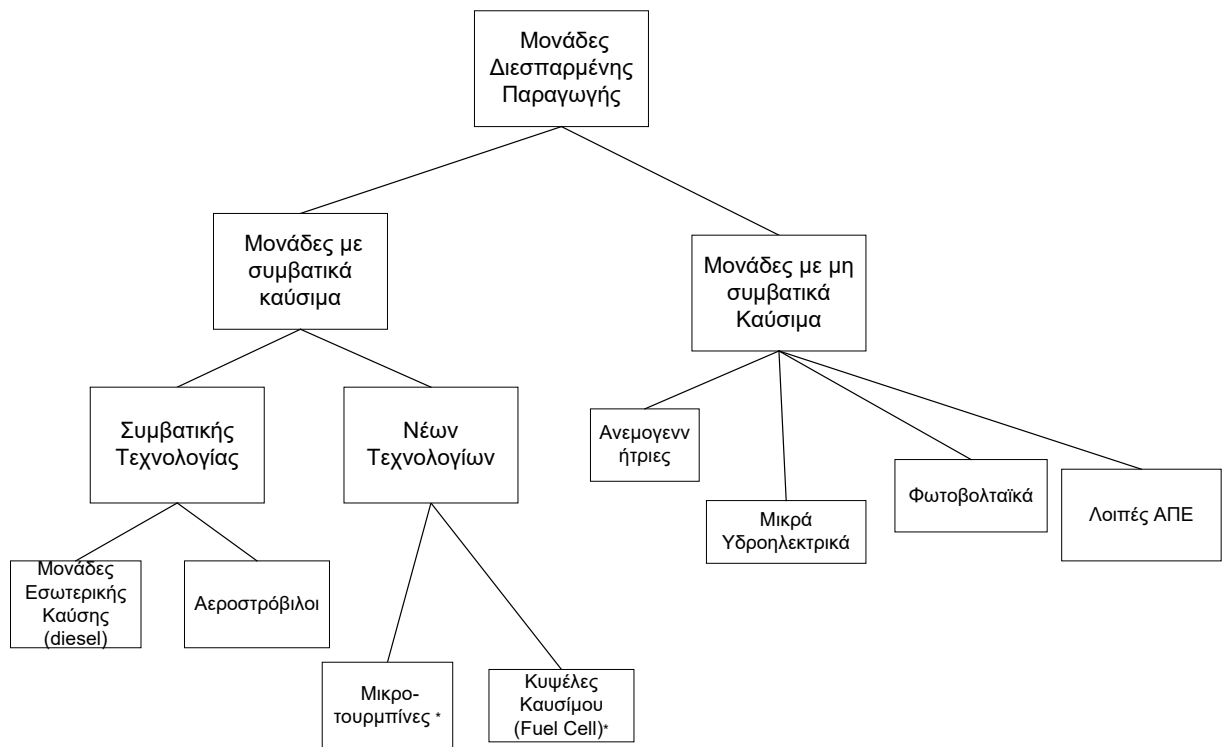 Μονάδες
Διεσπαρμένης
Παραγωγής
Μονάδες με
συμβατικά
καύσιμα
Μονάδες με μη
συμβατικά
Καύσιμα
Συμβατικής
Τεχνολογίας
Νέων
Τεχνολογίων
Ανεμογενν
ήτριες
Μικρά
Υδροηλεκτρικά
Φωτοβολταϊκά
Λοιπές ΑΠΕ
Μονάδες
Εσωτερικής
Καύσης
(diesel)
Αεροστρόβιλοι
Μικρο-
τουρμπίνες *
Κυψέλες
Καυσίμου
(Fuel Cell)*